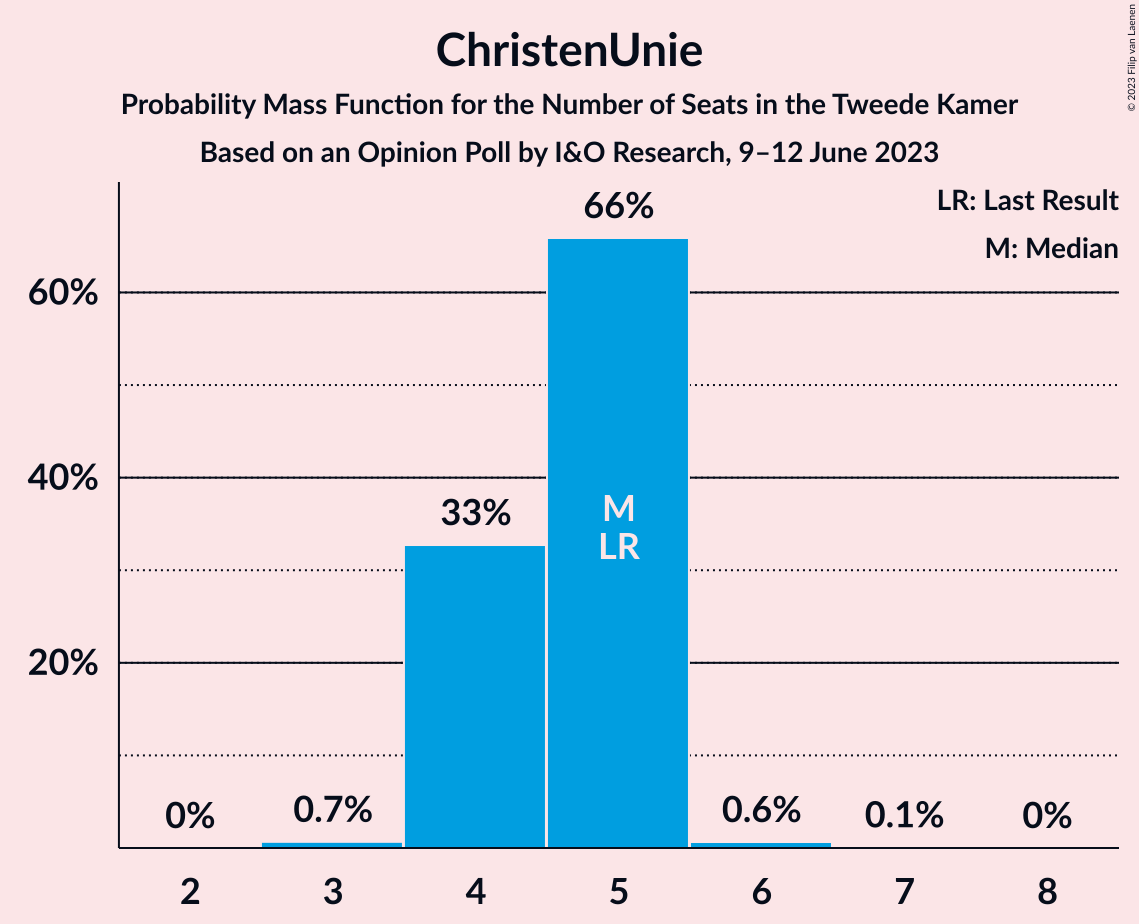 ChristenUnie
Probability Mass Function for the Number of Seats in the Tweede Kamer
Based on an Opinion Poll by I&O Research, 9–12 June 2023
© 2023 Filip van Laenen
LR: Last Result
M: Median
60%
40%
20%
0%
0.7%
33%
66%
M
LR
0.6%
0.1%
0%
2
3
4
5
6
7
8